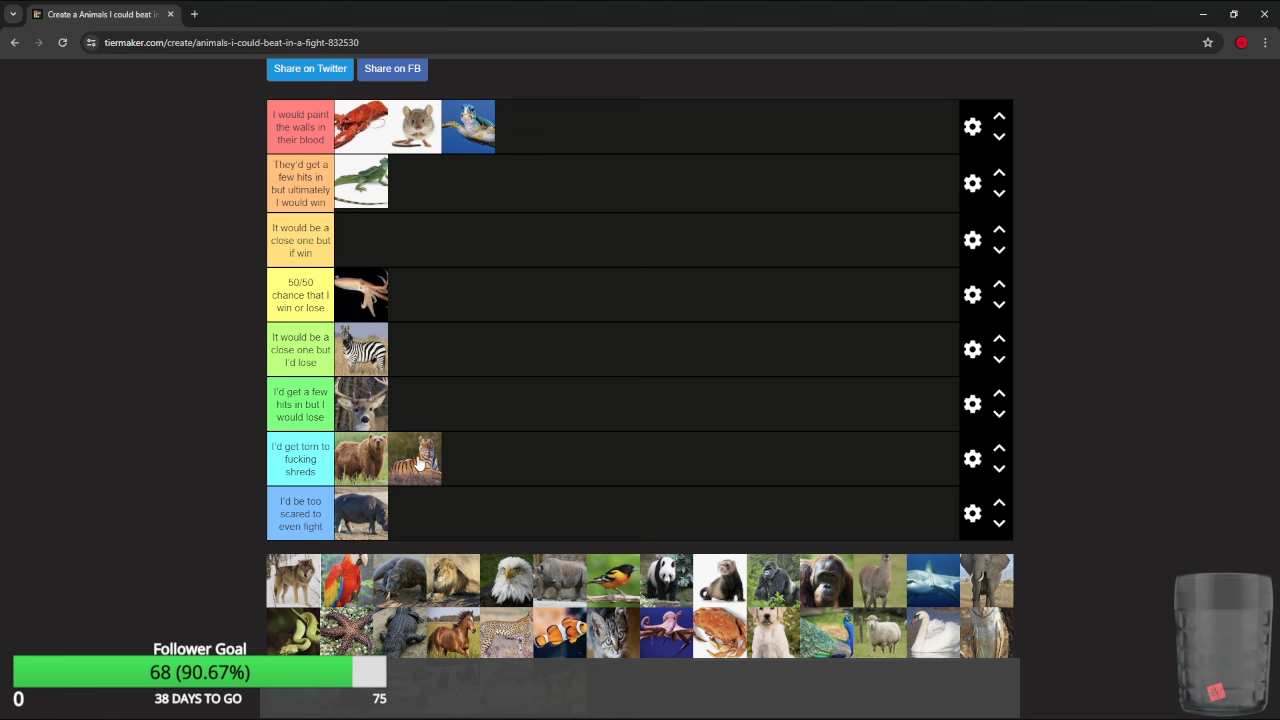 Create a Animals I could beat in
tiermaker.com/create/animals-i-could-beat-in-a-fight-832530
Share on Twitter
Share on FB
I would paint
the walls in
their blood
They'd get a
few hits in
but ultimately
I would win
It would be a
close one but
if win
50/50
chance that I
win or lose
It would be a
close one but
I'd lose
I'd get a few
hits in but I
would lose
I'd get torn to
fucking
shreds
I'd be too
scared to
even fight
Follower Goal
68 (90.67%)
0
38 DAYS TO GO
75